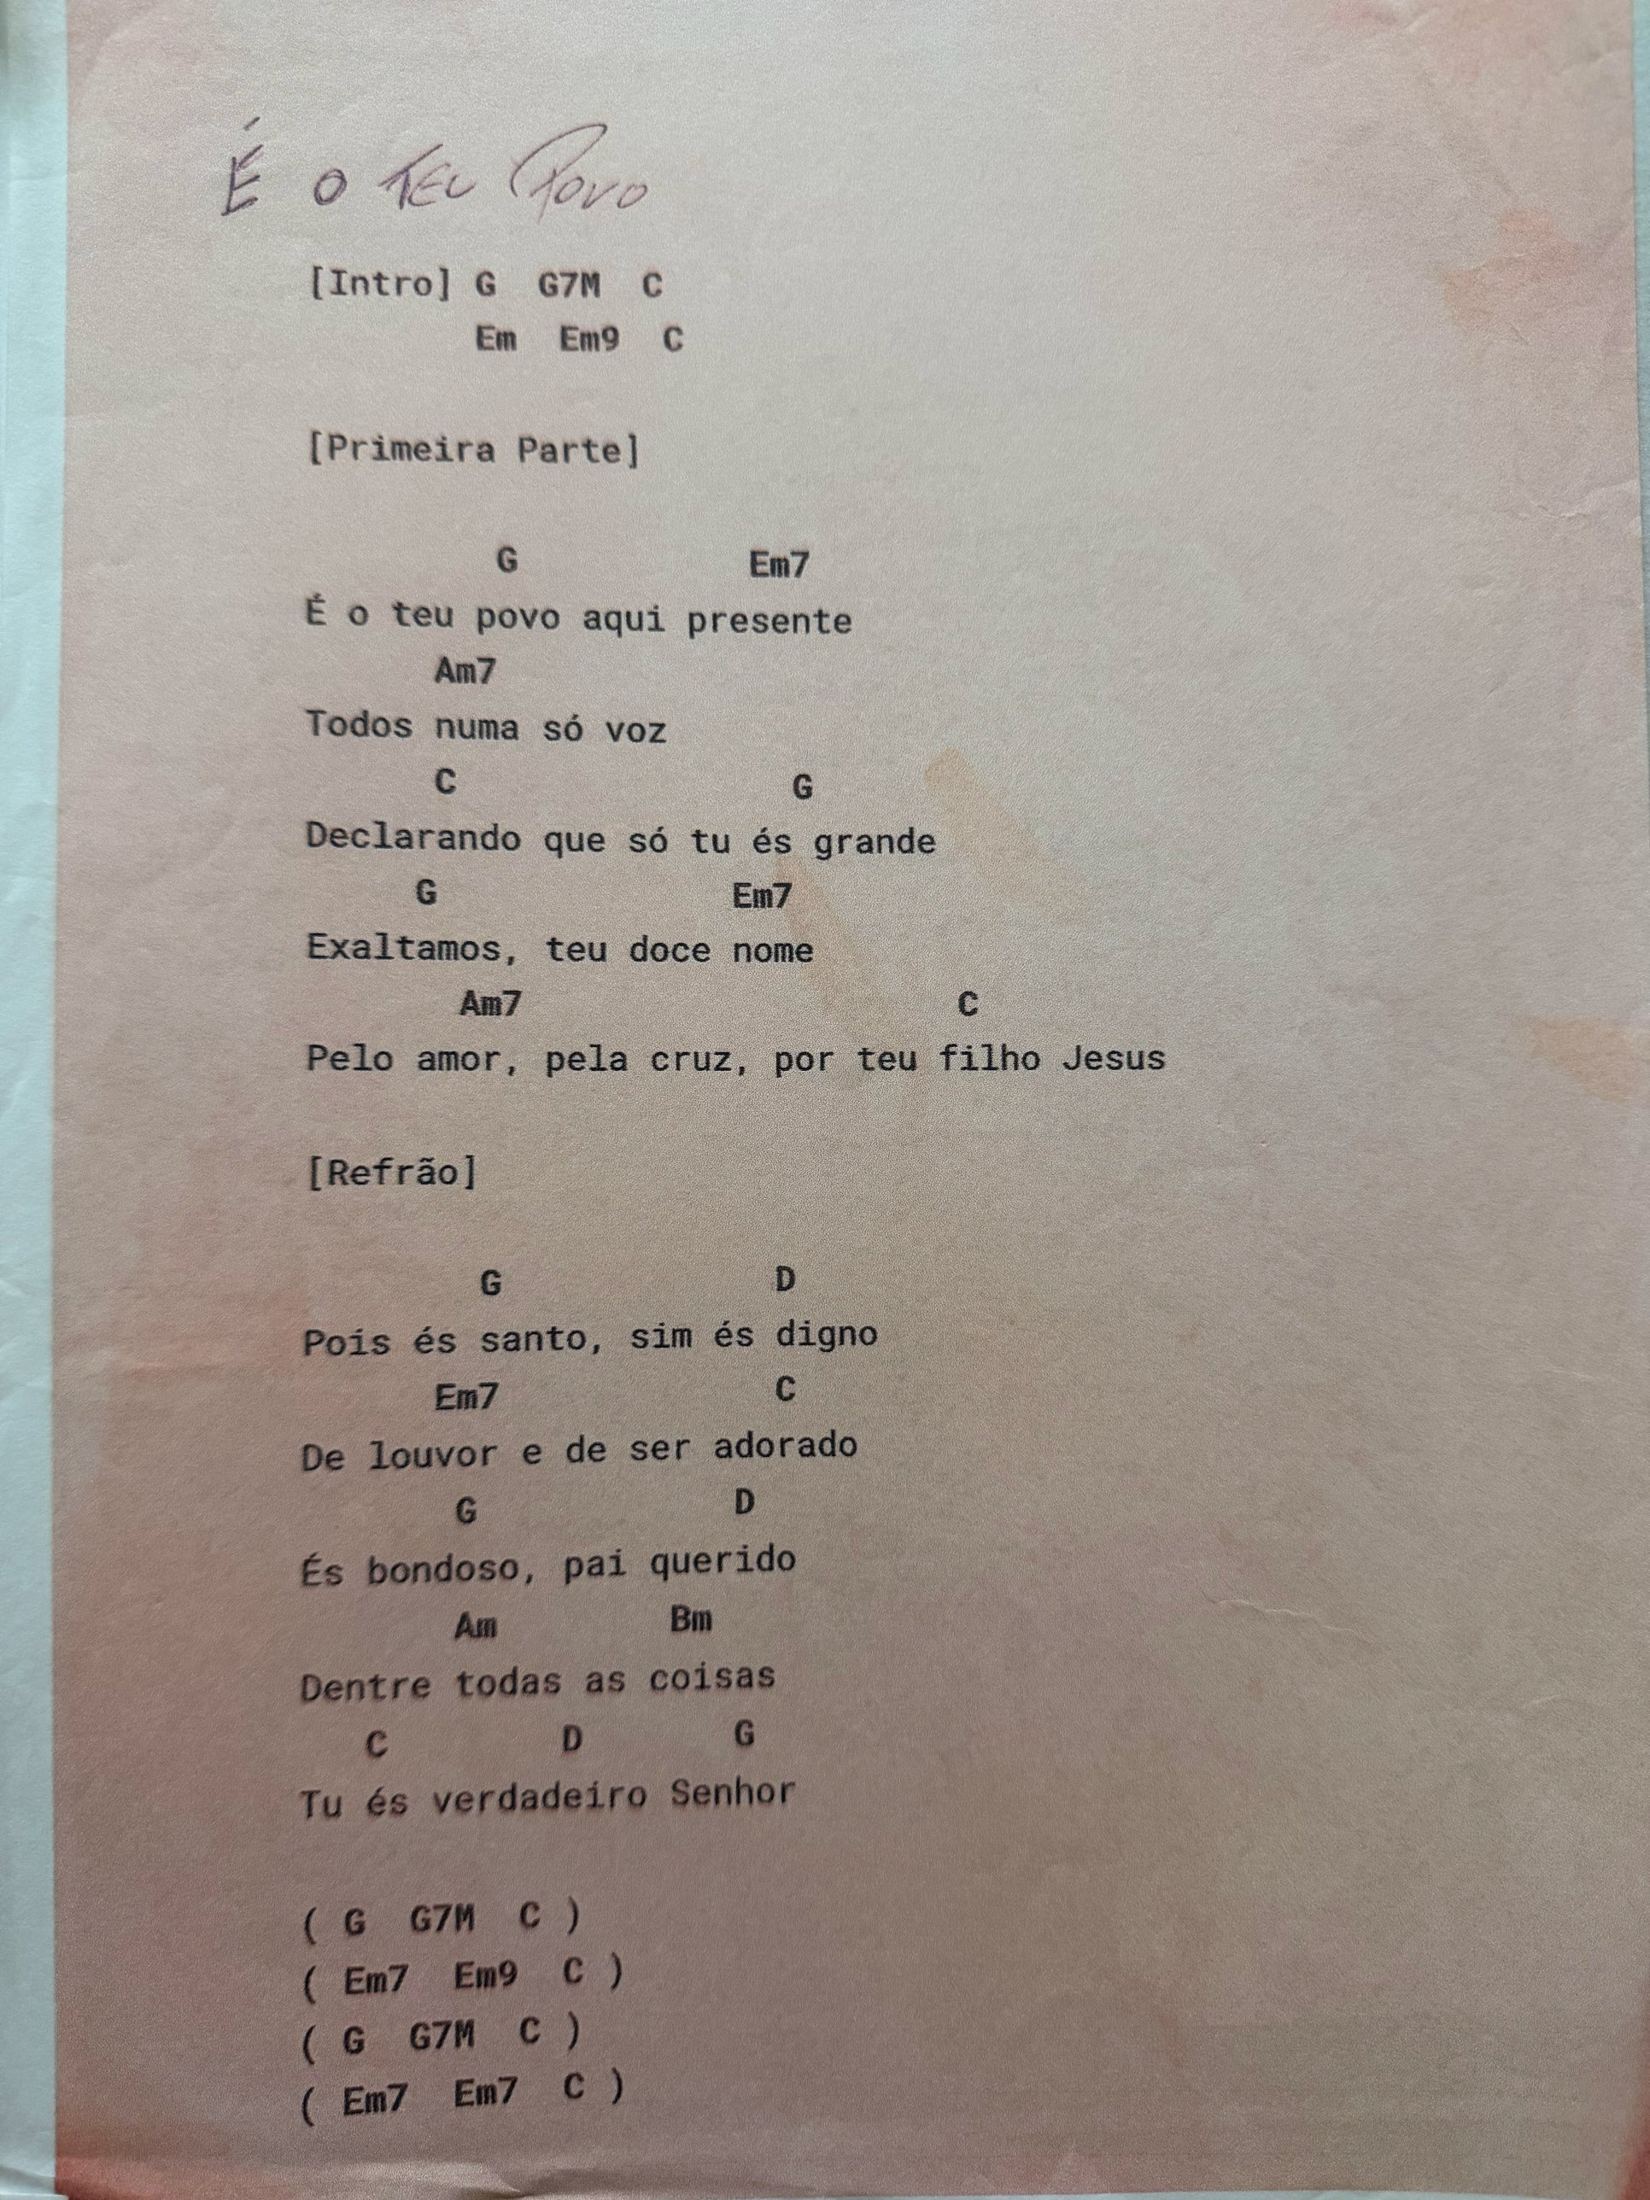 É o TEU Povo
[Intro] G  G7M  C
        Em  Em9  C
[Primeira Parte]
         G           Em7
É o teu povo aqui presente
      Am7
Todos numa só voz
      C                G
Declarando que só tu és grande
     G              Em7
Exaltamos, teu doce nome
       Am7                     C
Pelo amor, pela cruz, por teu filho Jesus
[Refrão]
        G             D
Pois és santo, sim és digno
      Em7             C
De louvor e de ser adorado
       G            D
És bondoso, pai querido
       Am        Bm
Dentre todas as coisas
   C        D       G
Tu és verdadeiro Senhor
( G  G7M  C )
( Em7  Em9  C )
( G  G7M  C )
( Em7  Em7  C )